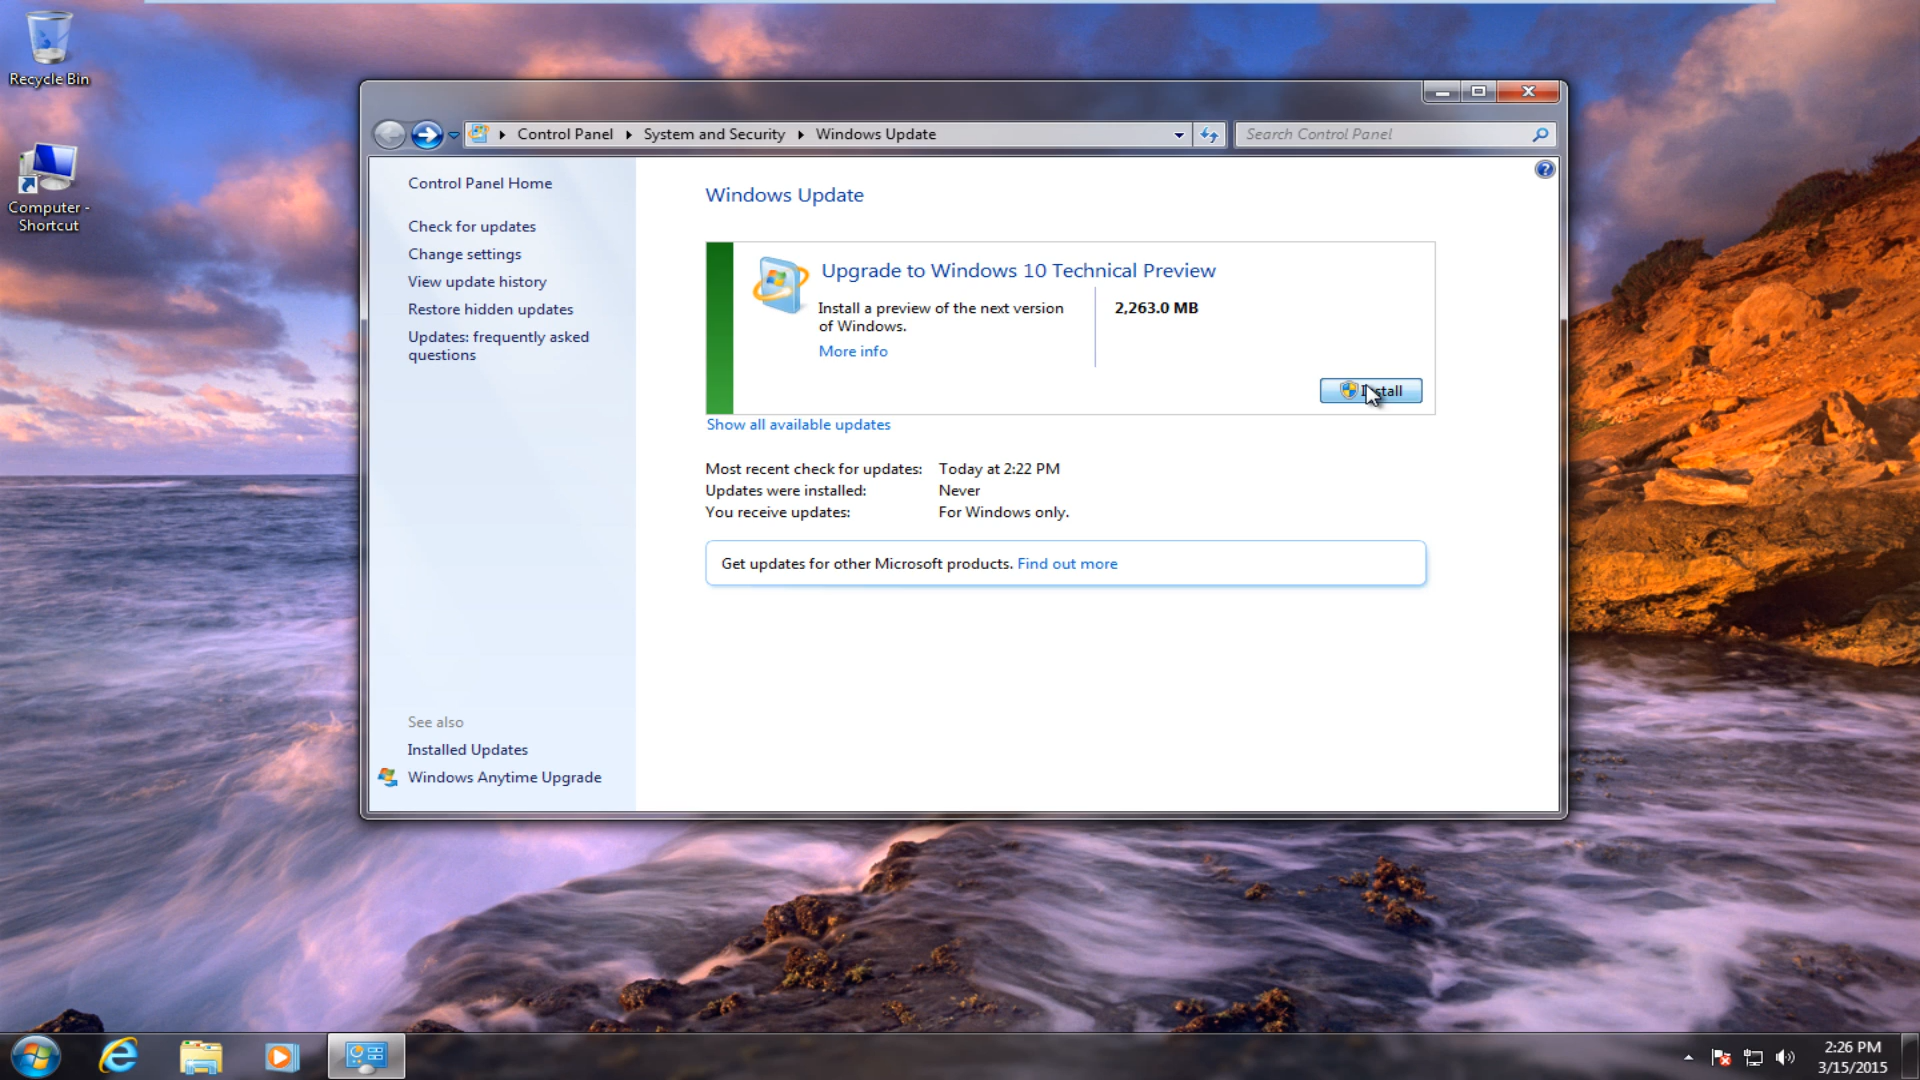 Recycle Bin
Computer -
Shortcut
Control Panel
System and Security
Windows Update
Search Control Panel
Control Panel Home
Check for updates
Change settings
View update history
Restore hidden updates
Updates: frequently asked
questions
See also
Installed Updates
Windows Anytime Upgrade
Windows Update
Upgrade to Windows 10 Technical Preview
Install a preview of the next version
of Windows.
More info
2,263.0 MB
Install
Show all available updates
Most recent check for updates: Today at 2:22 PM
Updates were installed: Never
You receive updates: For Windows only.
Get updates for other Microsoft products. Find out more
2:26 PM
3/15/2015